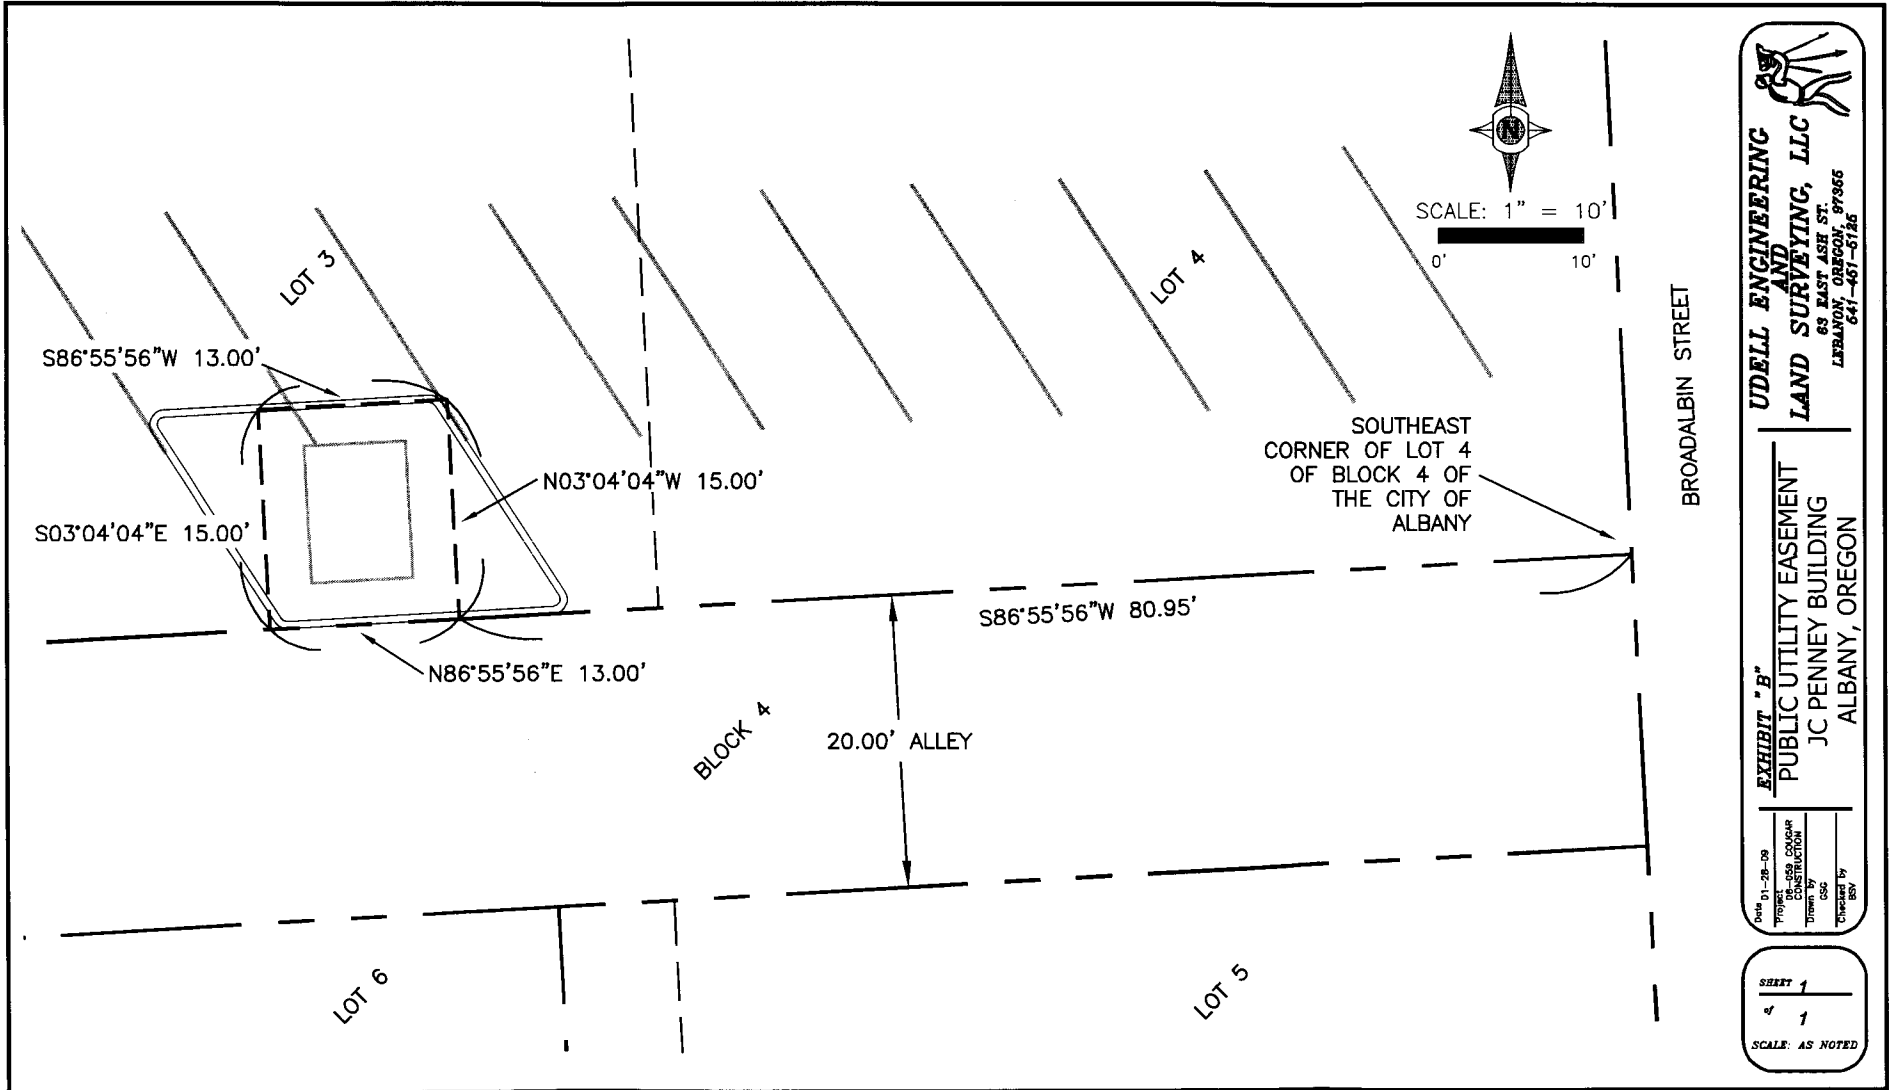 LOT 3
LOT 4
SCALE: 1" = 10'
0' 10'
S86°55'56"W 13.00'
N03°04'04"W 15.00'
S03°04'04"E 15.00'
N86°55'56"E 13.00'
SOUTHEAST
CORNER OF LOT 4
OF BLOCK 4 OF
THE CITY OF
ALBANY
BROADALBIN STREET
S86°55'56"W 80.95'
BLOCK 4
20.00' ALLEY
LOT 6
LOT 5
N
UDELL ENGINEERING
AND
LAND SURVEYING, LLC
63 EAST ASH ST.
LEBANON, OREGON, 97355
541-451-5125
EXHIBIT "B"
PUBLIC UTILITY EASEMENT
JC PENNEY BUILDING
ALBANY, OREGON
Date 01-28-09
Project
08-059 COUGAR
CONSTRUCTION
Drawn by
GSG
Checked by
BSV
SHEET 1
of 1
SCALE: AS NOTED